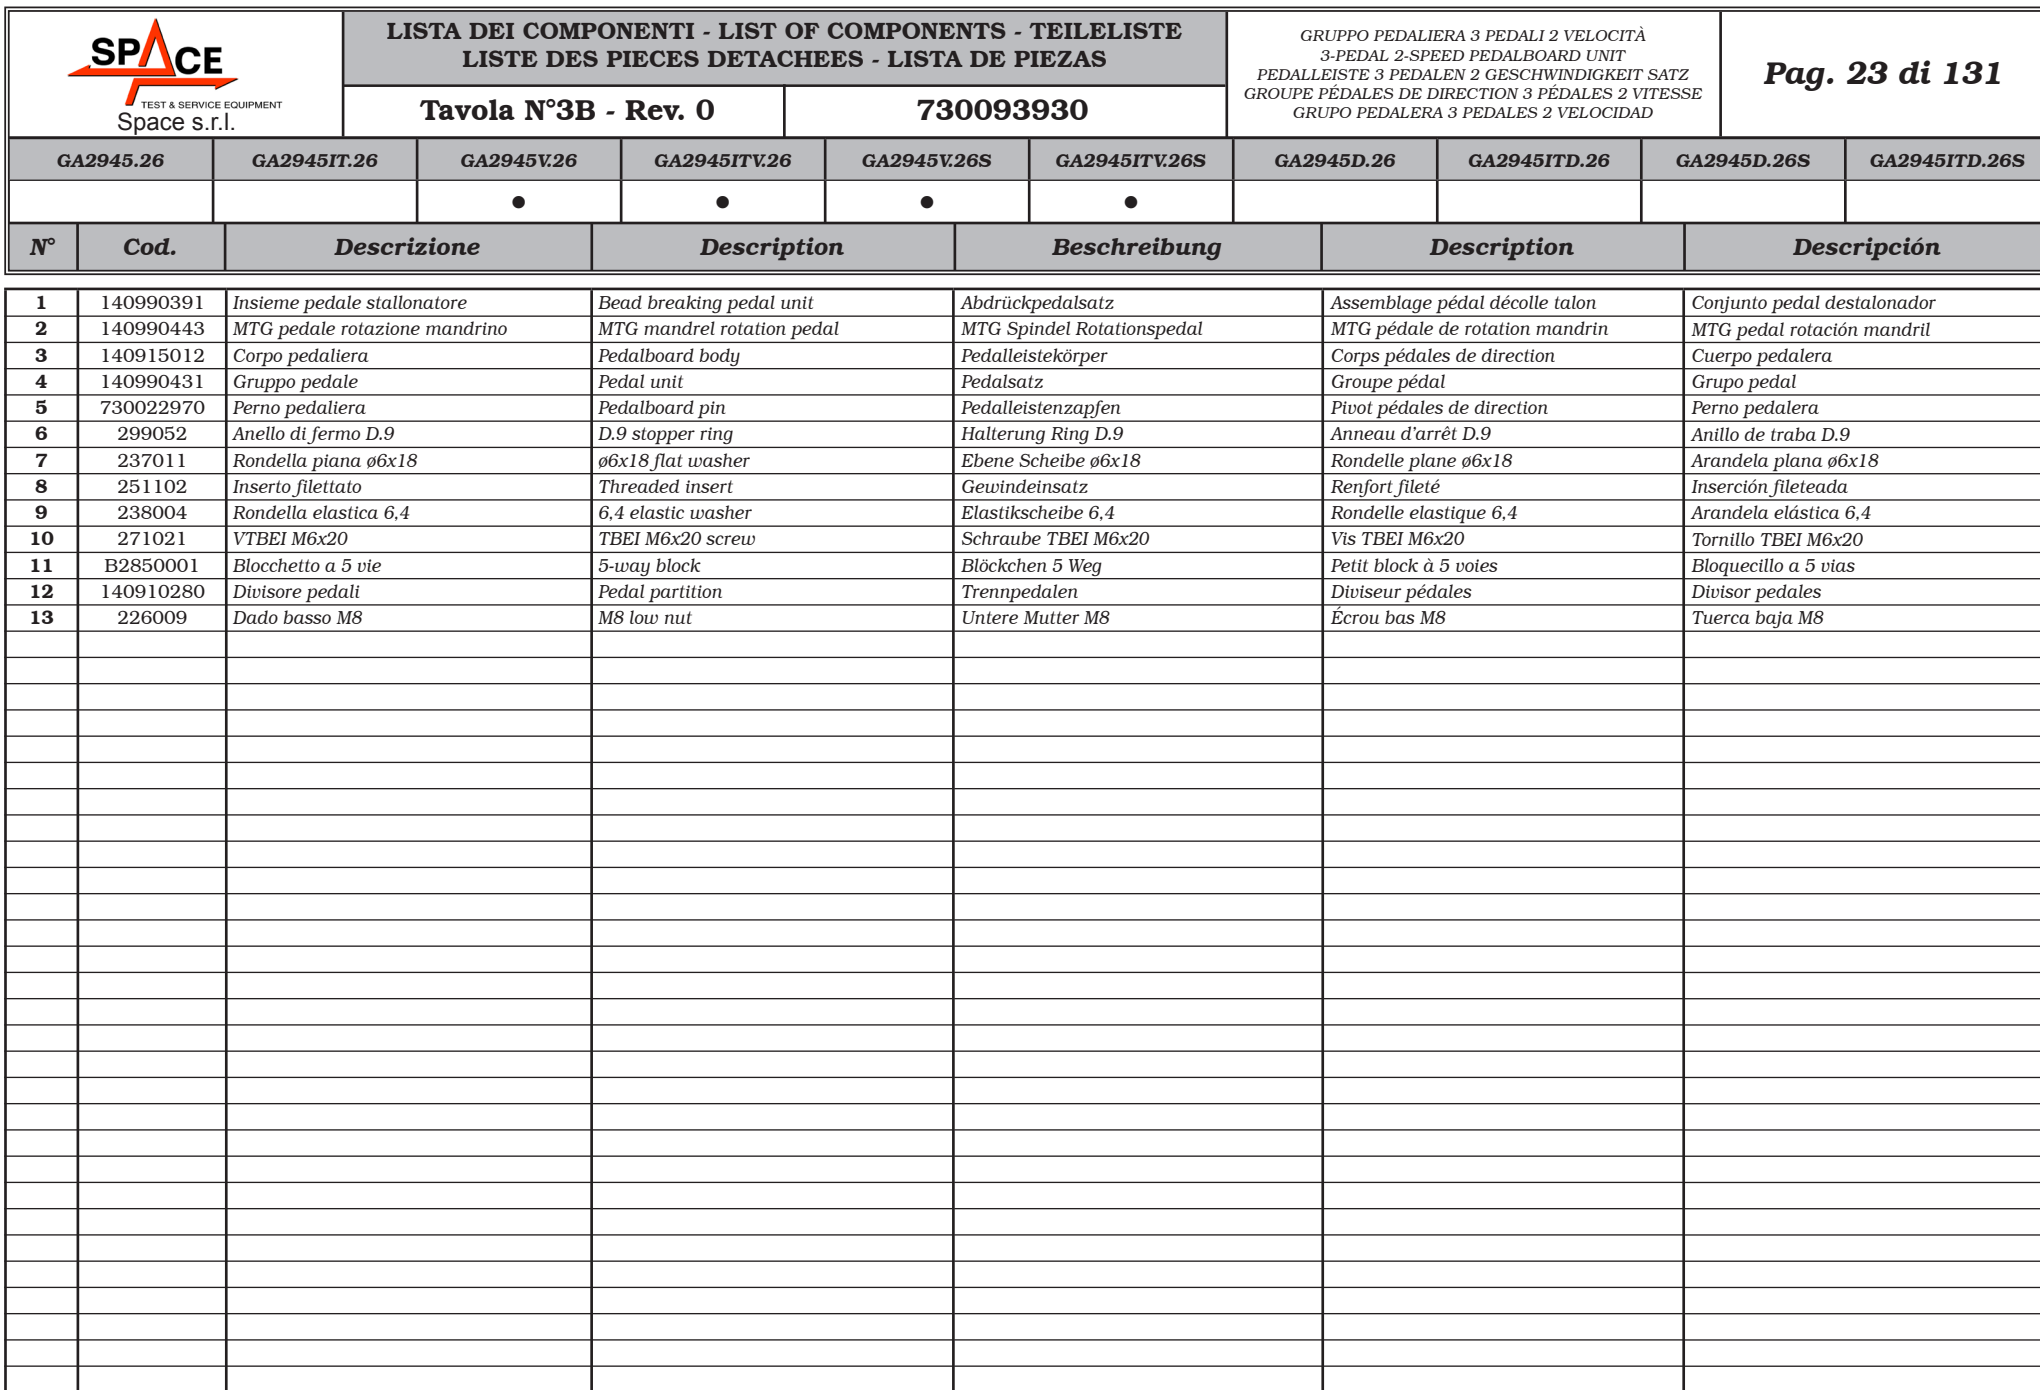 SPACE
TEST & SERVICE EQUIPMENT
Space s.r.l.
LISTA DEI COMPONENTI - LIST OF COMPONENTS - TEILELISTE
LISTE DES PIECES DETACHEES - LISTA DE PIEZAS
Tavola N°3B - Rev. 0 730093930
GRUPPO PEDALIERA 3 PEDALI 2 VELOCITÀ
3-PEDAL 2-SPEED PEDALBOARD UNIT
PEDALLEISTE 3 PEDALEN 2 GESCHWINDIGKEIT SATZ
GROUPE PÉDALES DE DIRECTION 3 PÉDALES 2 VITESSE
GRUPO PEDALERA 3 PEDALES 2 VELOCIDAD
Pag. 23 di 131
GA2945.26 GA2945IT.26 GA2945V.26 GA2945ITV.26 GA2945V.26S GA2945ITV.26S GA2945D.26 GA2945ITD.26 GA2945D.26S GA2945ITD.26S
● ● ● ●
N° Cod. Descrizione Description Beschreibung Description Descripción
1 140990391 Insieme pedale stallonatore Bead breaking pedal unit Abdrückpedalsatz Assemblage pédal décolle talon Conjunto pedal destalonador
2 140990443 MTG pedale rotazione mandrino MTG mandrel rotation pedal MTG Spindel Rotationspedal MTG pédale de rotation mandrin MTG pedal rotación mandril
3 140915012 Corpo pedaliera Pedalboard body Pedalleistekörper Corps pédales de direction Cuerpo pedalera
4 140990431 Gruppo pedale Pedal unit Pedalsatz Groupe pédal Grupo pedal
5 730022970 Perno pedaliera Pedalboard pin Pedalleistenzapfen Pivot pédales de direction Perno pedalera
6 299052 Anello di fermo D.9 D.9 stopper ring Halterung Ring D.9 Anneau d'arrêt D.9 Anillo de traba D.9
7 237011 Rondella piana ø6x18 ø6x18 flat washer Ebene Scheibe ø6x18 Rondelle plane ø6x18 Arandela plana ø6x18
8 251102 Inserto filettato Threaded insert Gewindeinsatz Renfort fileté Inserción fileteada
9 238004 Rondella elastica 6,4 6,4 elastic washer Elastikscheibe 6,4 Rondelle elastique 6,4 Arandela elástica 6,4
10 271021 VTBEI M6x20 TBEI M6x20 screw Schraube TBEI M6x20 Vis TBEI M6x20 Tornillo TBEI M6x20
11 B2850001 Blocchetto a 5 vie 5-way block Blöckchen 5 Weg Petit block à 5 voies Bloquecillo a 5 vias
12 140910280 Divisore pedali Pedal partition Trennpedalen Diviseur pédales Divisor pedales
13 226009 Dado basso M8 M8 low nut Untere Mutter M8 Écrou bas M8 Tuerca baja M8